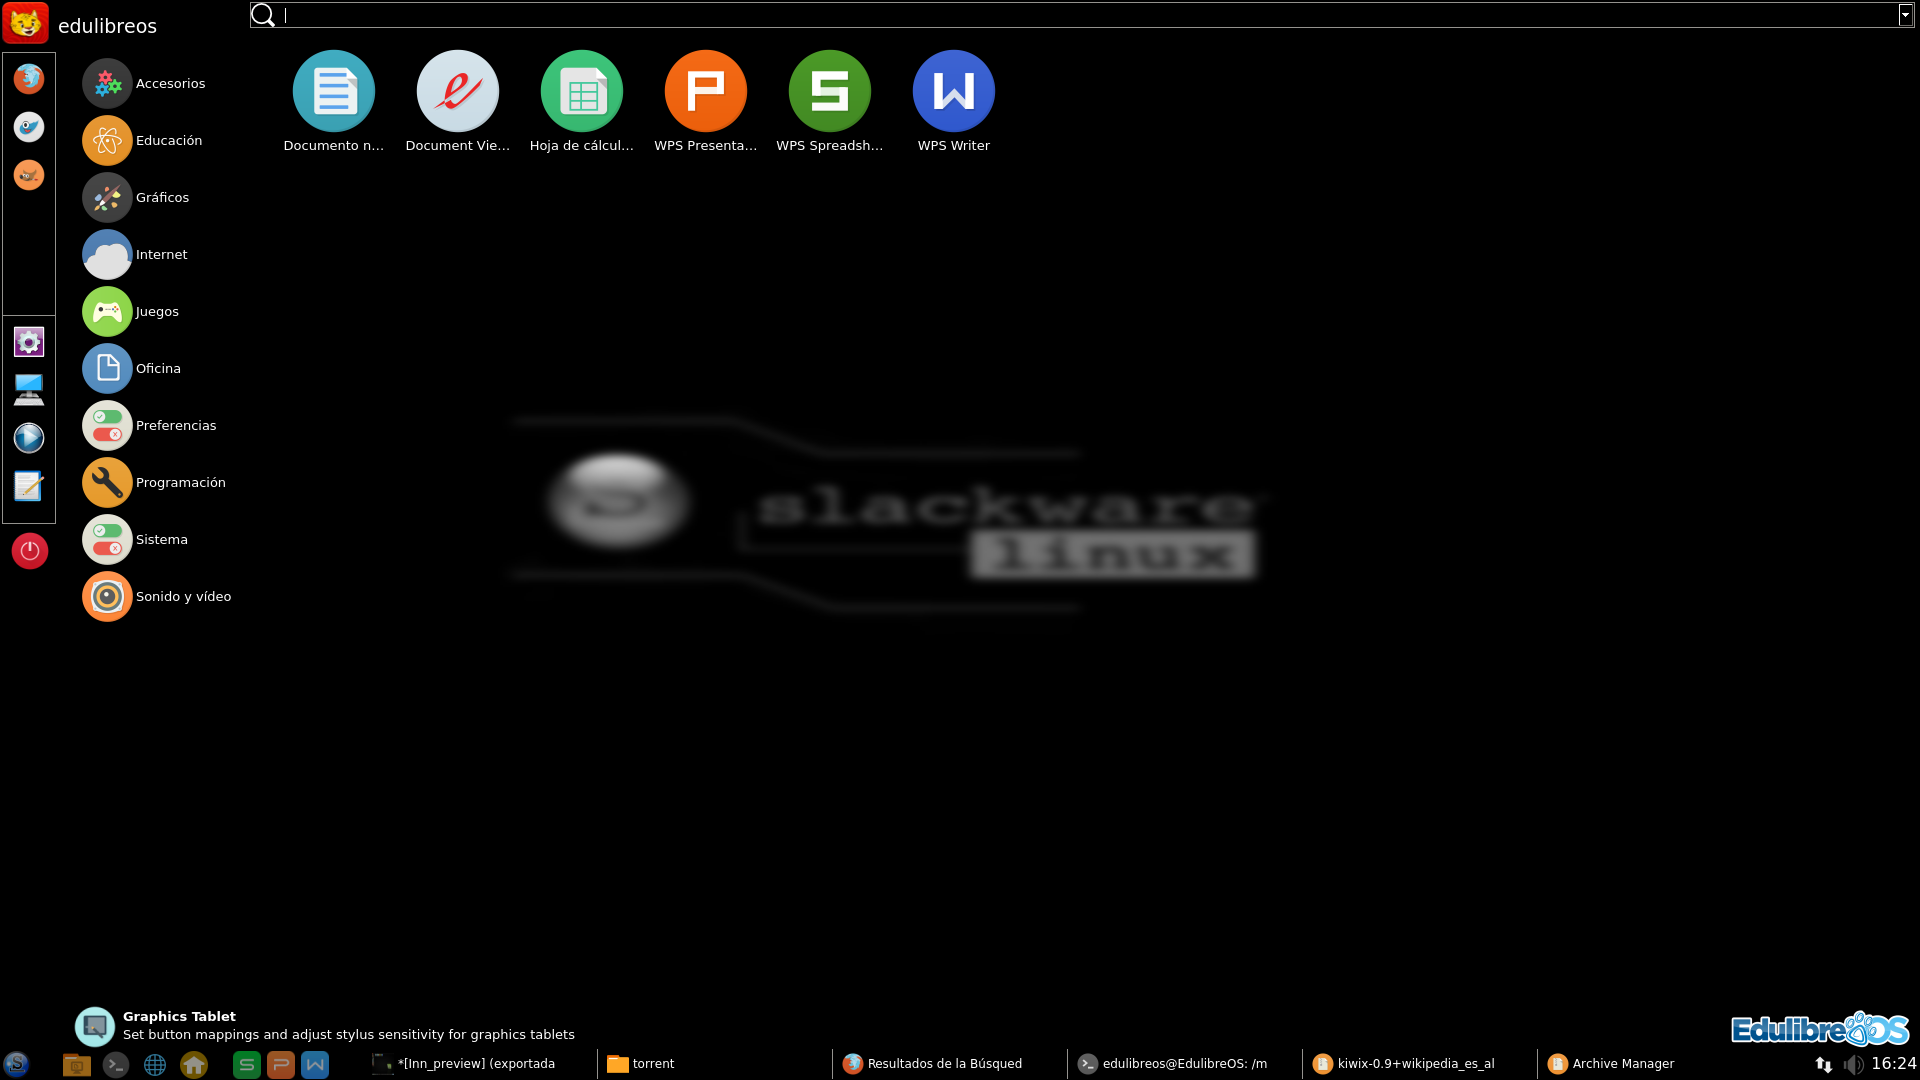 edulibreos
Accesorios
Educación
Gráficos
Internet
Juegos
Oficina
Preferencias
Programación
Sistema
Sonido y vídeo
Documento n...
Document Vie...
Hoja de cálcul...
WPS Presenta...
WPS Spreadsh...
WPS Writer
slackware
linux
Graphics Tablet
Set button mappings and adjust stylus sensitivity for graphics tablets
EdulibreOS
*[Inn_preview] (exportada
torrent
Resultados de la Búsqued
edulibreos@EdulibreOS: /m
kiwix-0.9+wikipedia_es_al
Archive Manager
16:24